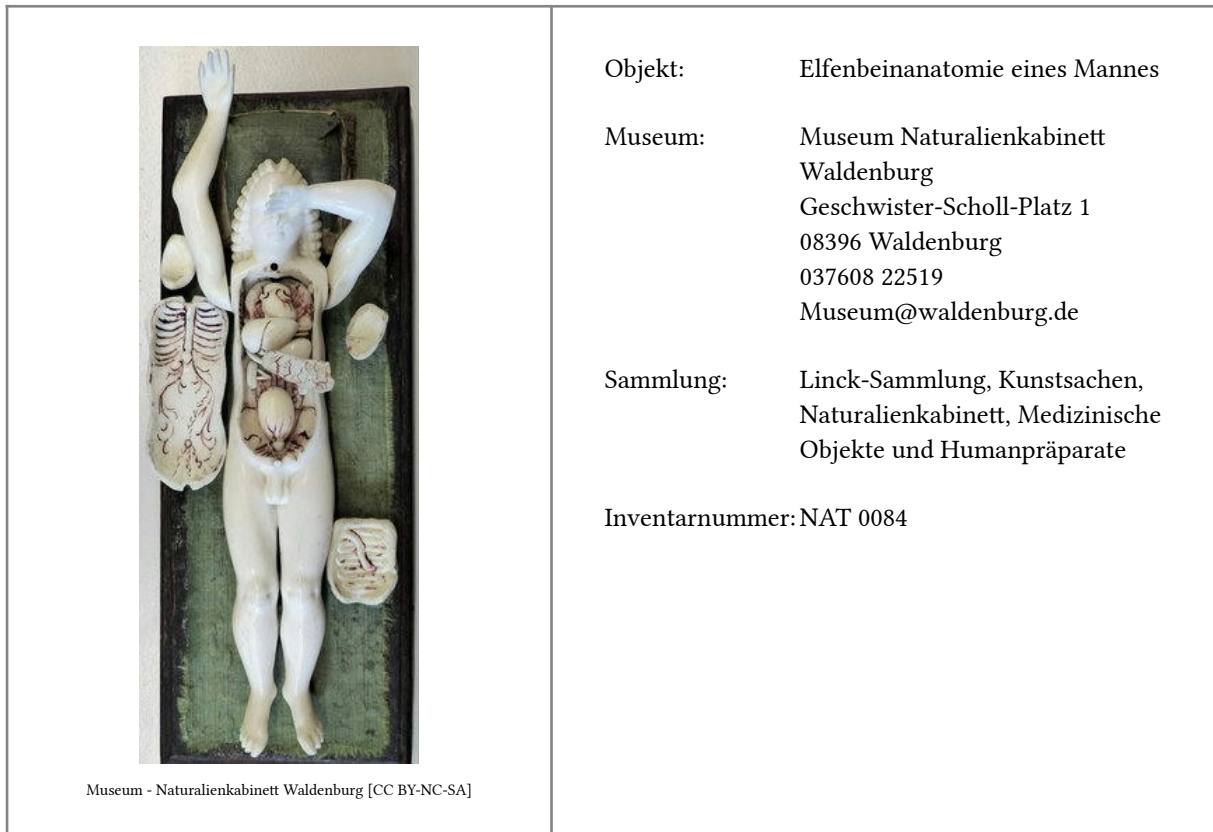 Objekt: Elfenbeinanatomie eines Mannes
Museum: Museum Naturalienkabinett
Waldenburg
Geschwister-Scholl-Platz 1
08396 Waldenburg
037608 22519
Museum@waldenburg.de
Sammlung: Linck-Sammlung, Kunstsachen,
Naturalienkabinett, Medizinische
Objekte und Humanpräparate
Inventarnummer: NAT 0084
Museum - Naturalienkabinett Waldenburg [CC BY-NC-SA]